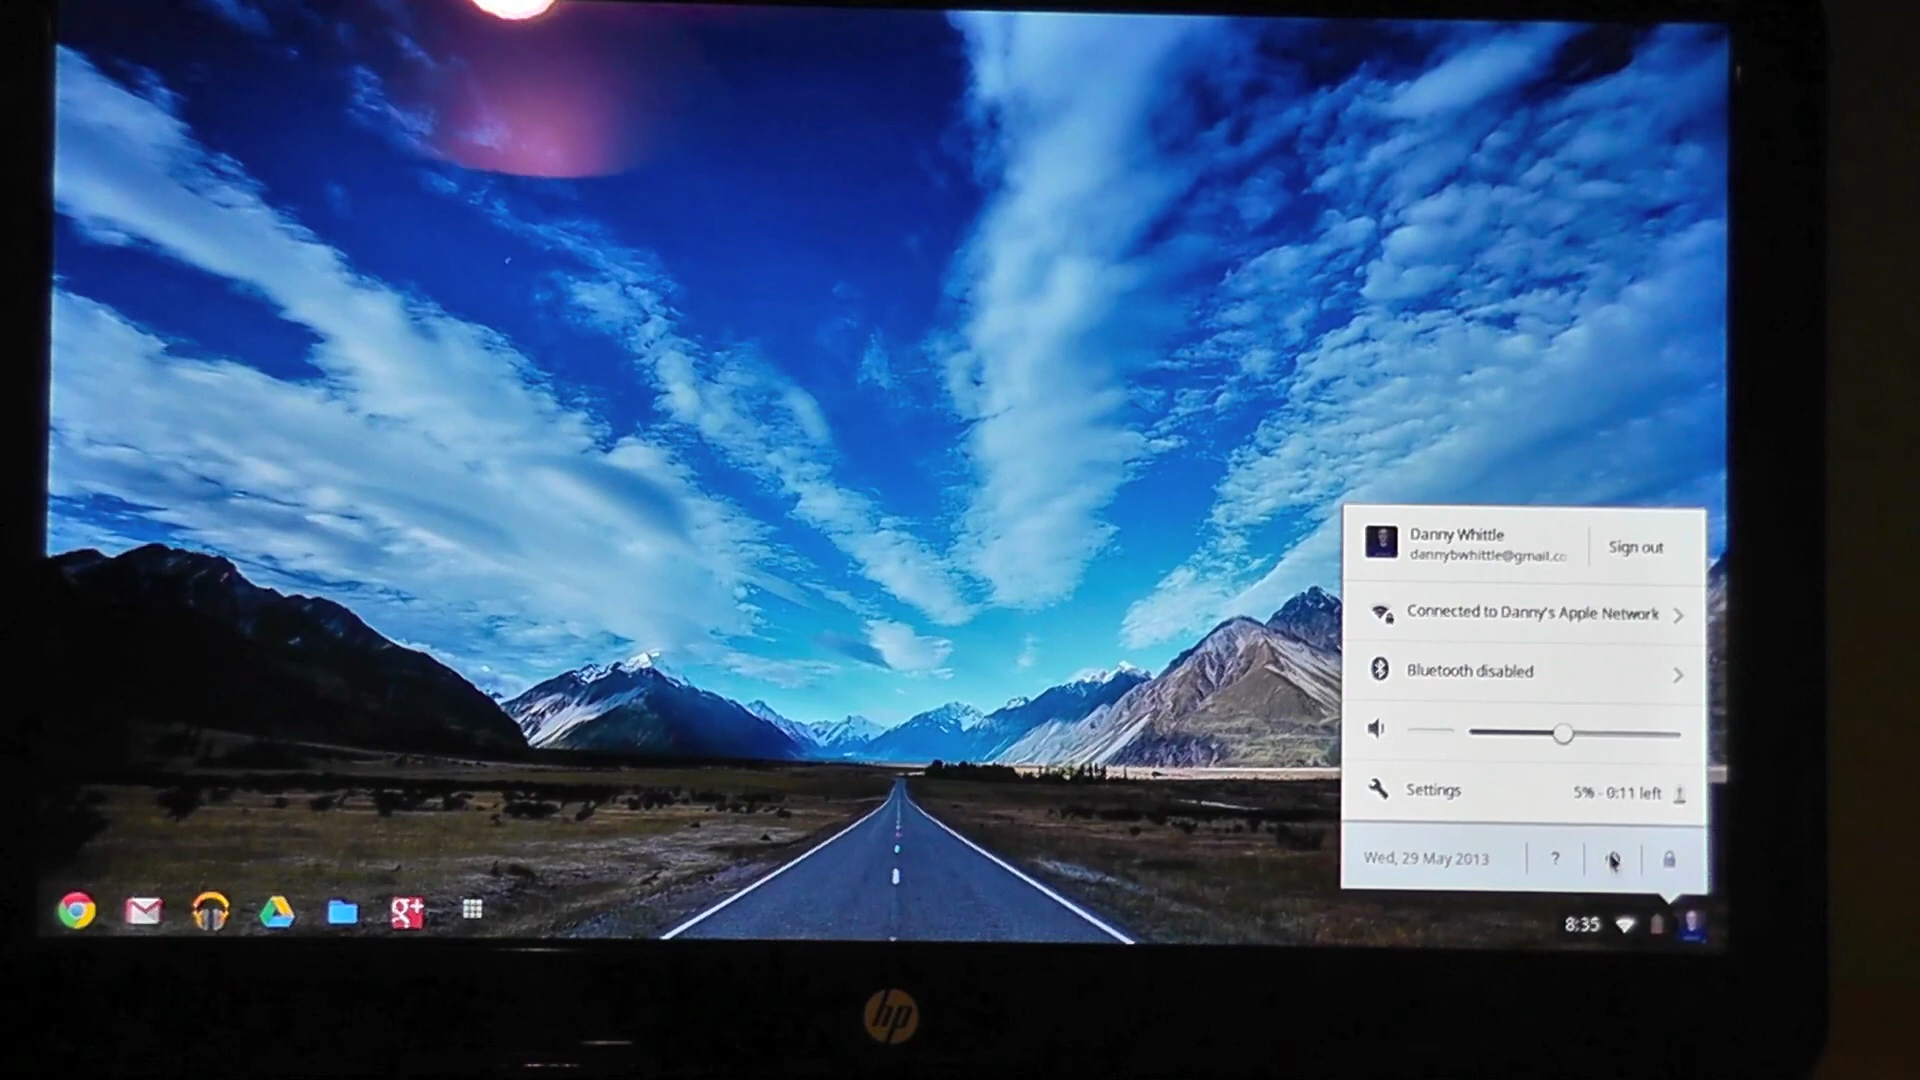 Danny Whittle
dannybwhittle@gmail.co
Sign out
Connected to Danny's Apple Network
Bluetooth disabled
Settings
5% - 0:11 left
Wed, 29 May 2013
?
g+
8:35
hp